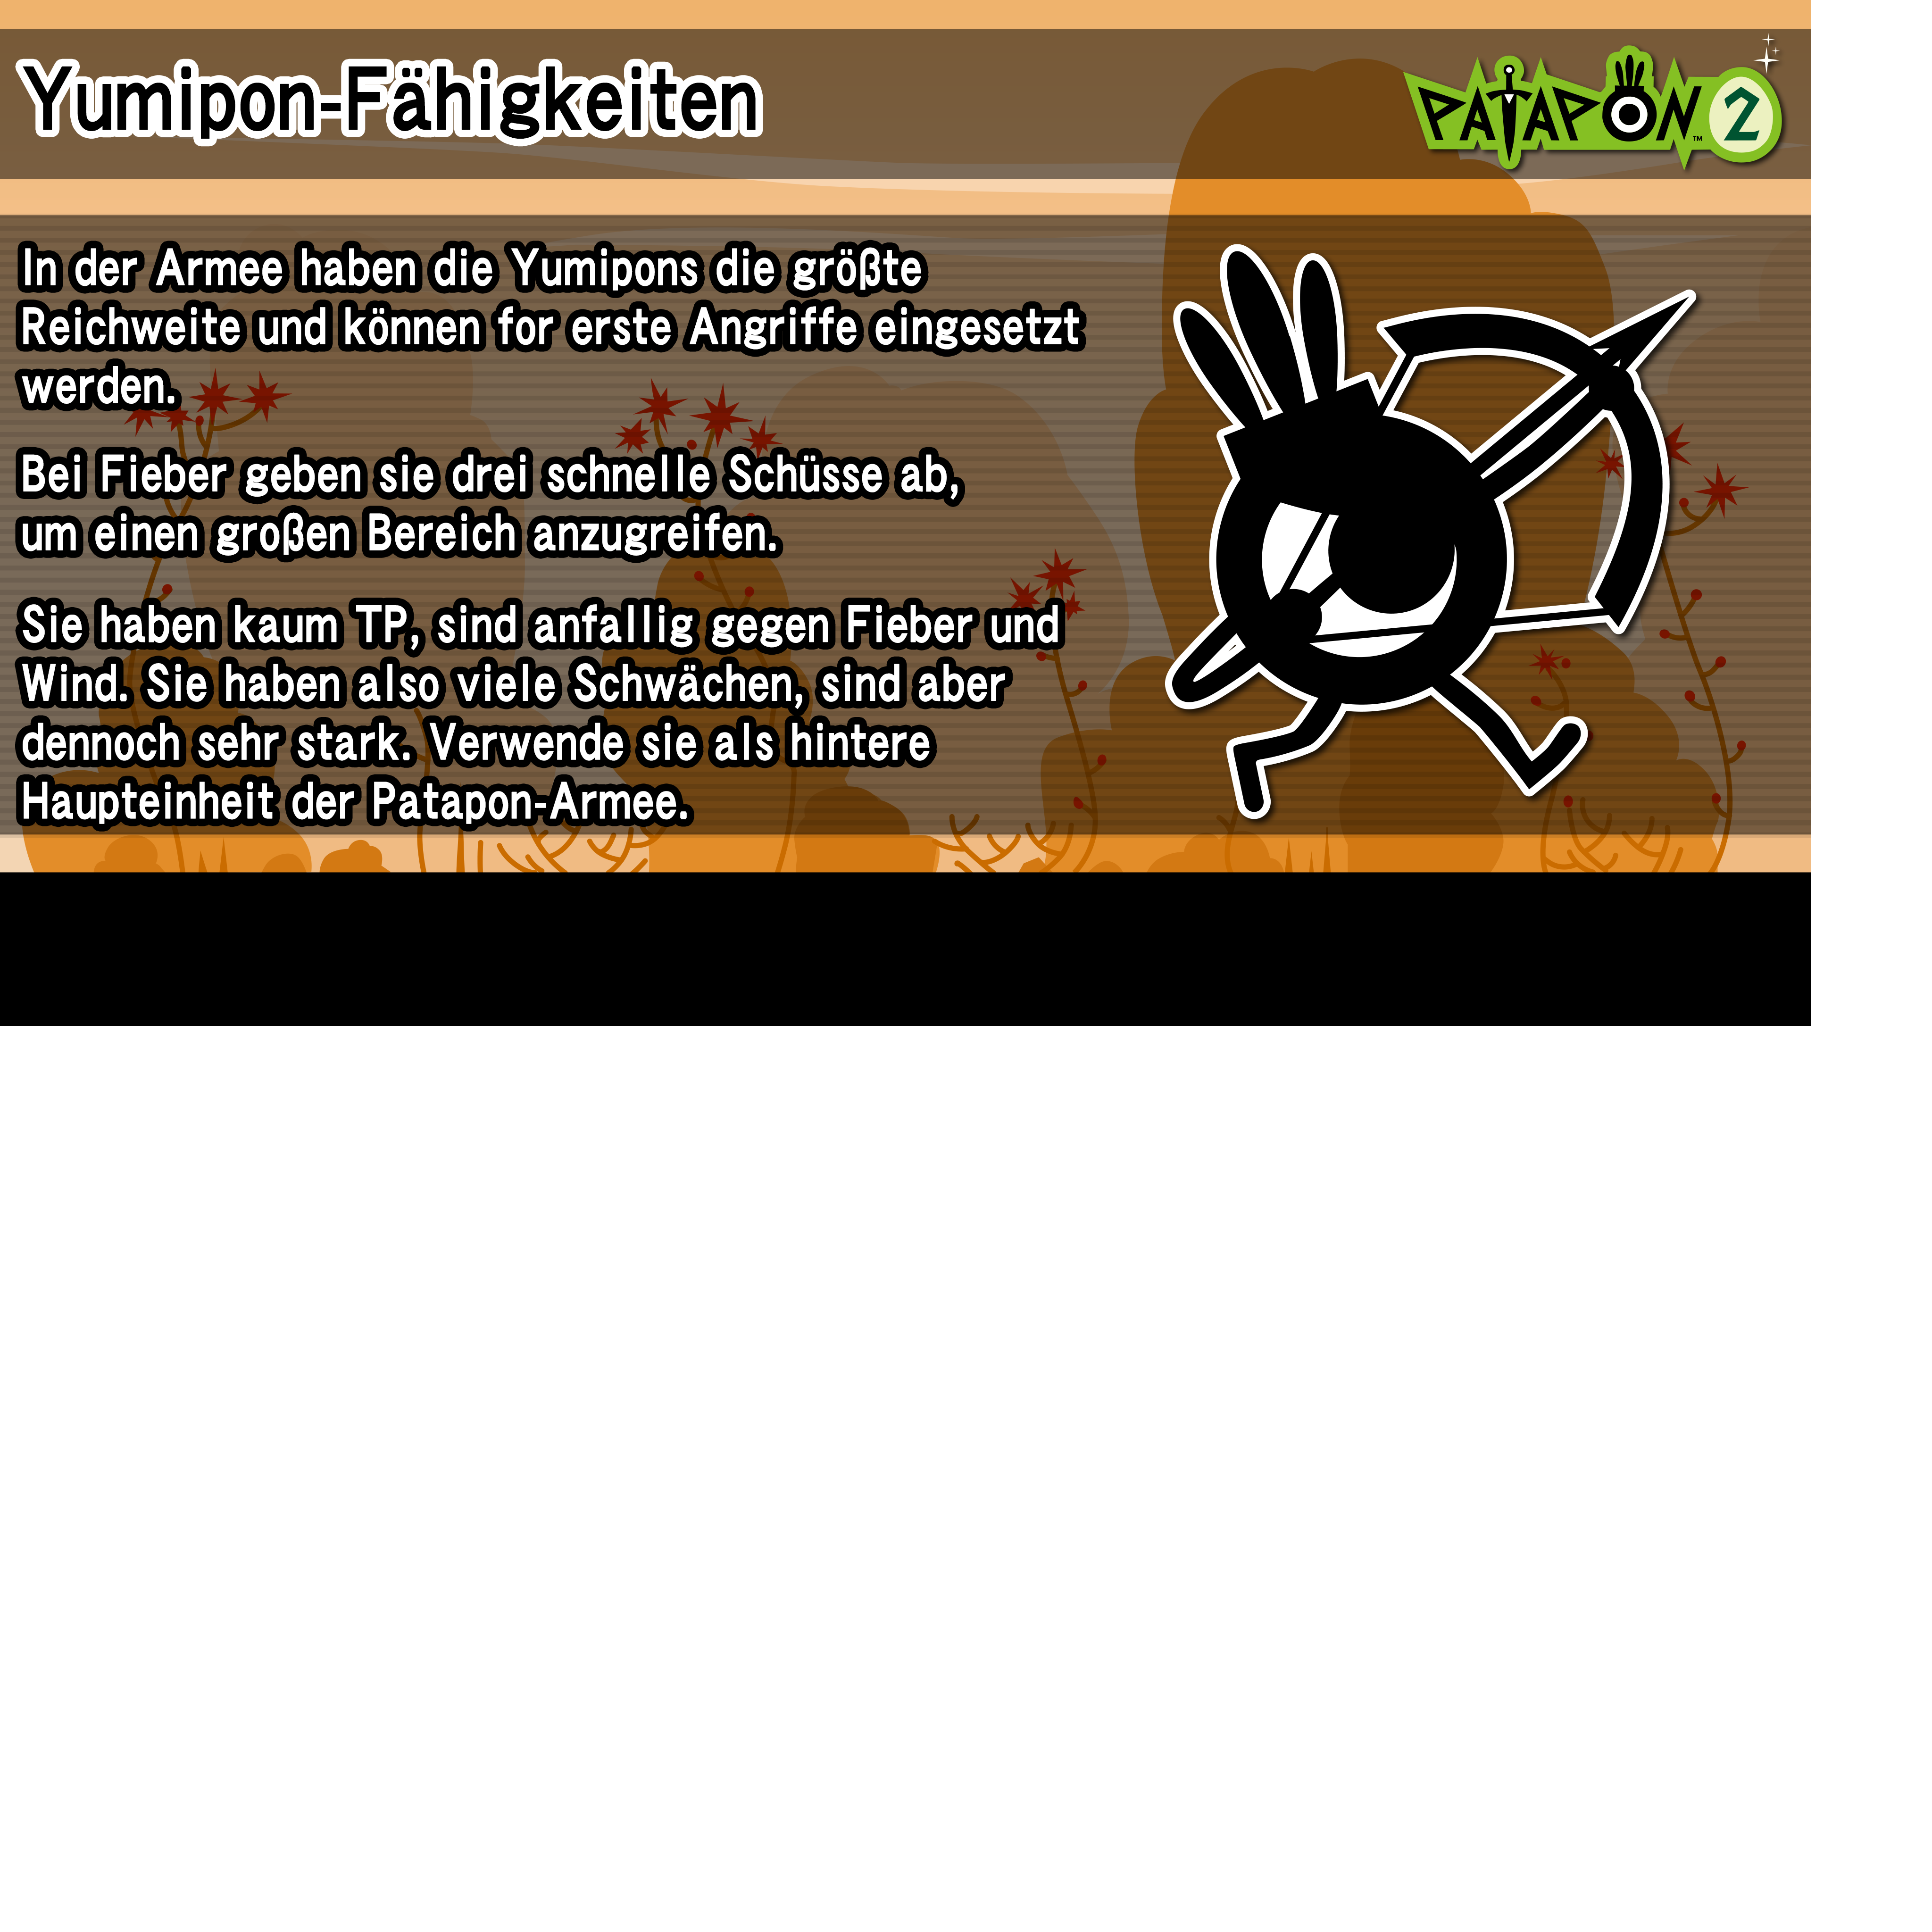 Yumipon-Fähigkeiten
PATAPON™ 2
In der Armee haben die Yumipons die größte
Reichweite und können for erste Angriffe eingesetzt
werden.
Bei Fieber geben sie drei schnelle Schüsse ab,
um einen großen Bereich anzugreifen.
Sie haben kaum TP, sind anfallig gegen Fieber und
Wind. Sie haben also viele Schwächen, sind aber
dennoch sehr stark. Verwende sie als hintere
Haupteinheit der Patapon-Armee.